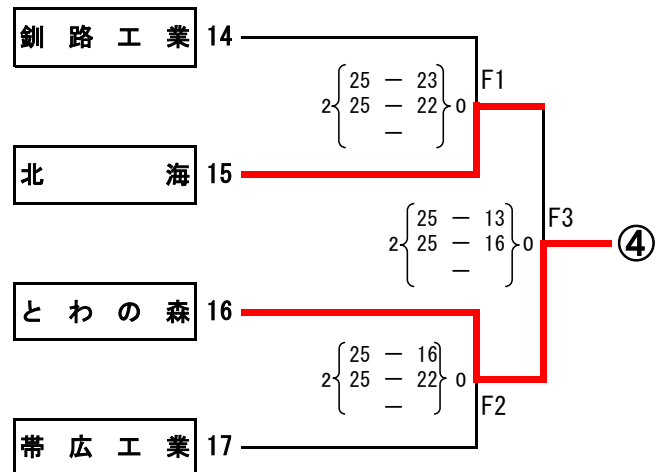 釧路工業 14
F1
25 － 23
2 25 － 22 0
－
北海 15
F3
25 － 13
2 25 － 16 0
－
④
とわの森 16
25 － 16
2 25 － 22 0
－
F2
帯広工業 17